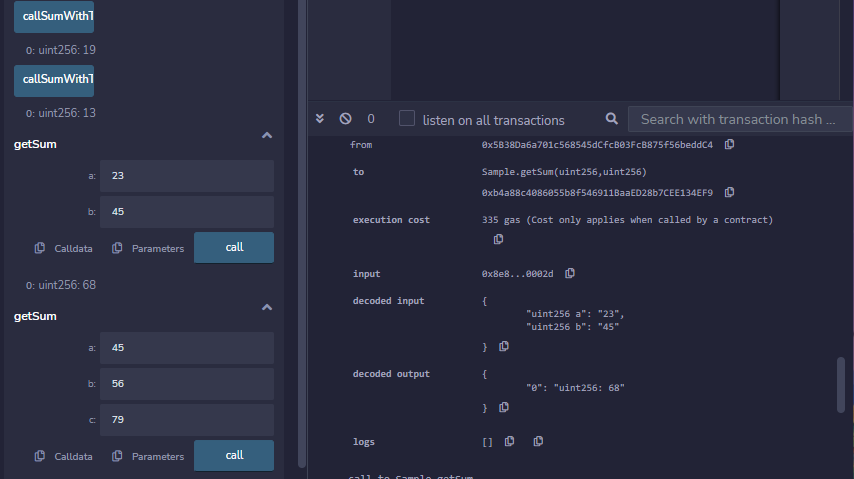 callSumWithT
0: uint256: 19
callSumWithT
0: uint256: 13
getSum
a: 23
b: 45
Calldata Parameters call
0: uint256: 68
getSum
a: 45
b: 56
c: 79
Calldata Parameters call
0 listen on all transactions Search with transaction hash ...
from 0x5B38Da6a701c568545dCfcB03FcB875f56beddC4
to Sample.getSum(uint256,uint256)
0xb4a88c4086055b8f546911BaaED28b7CEE134EF9
execution cost 335 gas (Cost only applies when called by a contract)
input 0x8e8...0002d
decoded input {
"uint256 a": "23",
"uint256 b": "45"
}
decoded output {
"0": "uint256: 68"
}
logs []
call to Sample.getSum